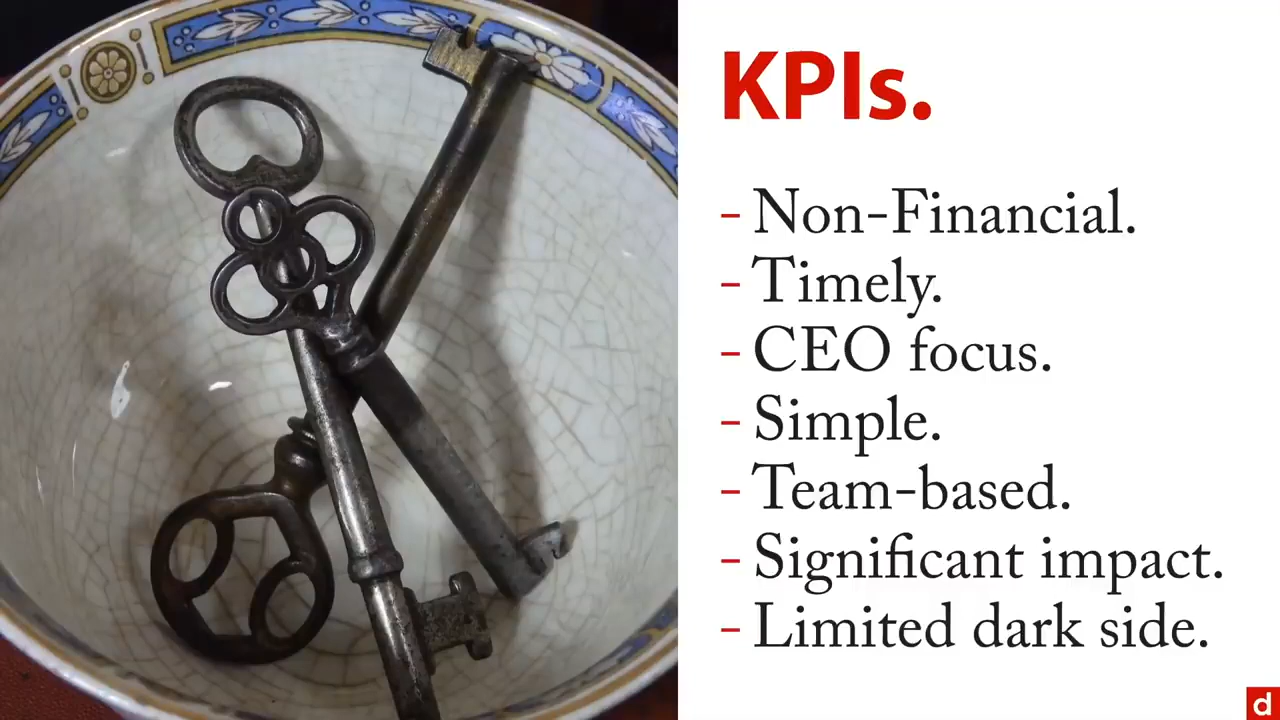 KPIs.
- Non-Financial.
- Timely.
- CEO focus.
- Simple.
- Team-based.
- Significant impact.
- Limited dark side.
d